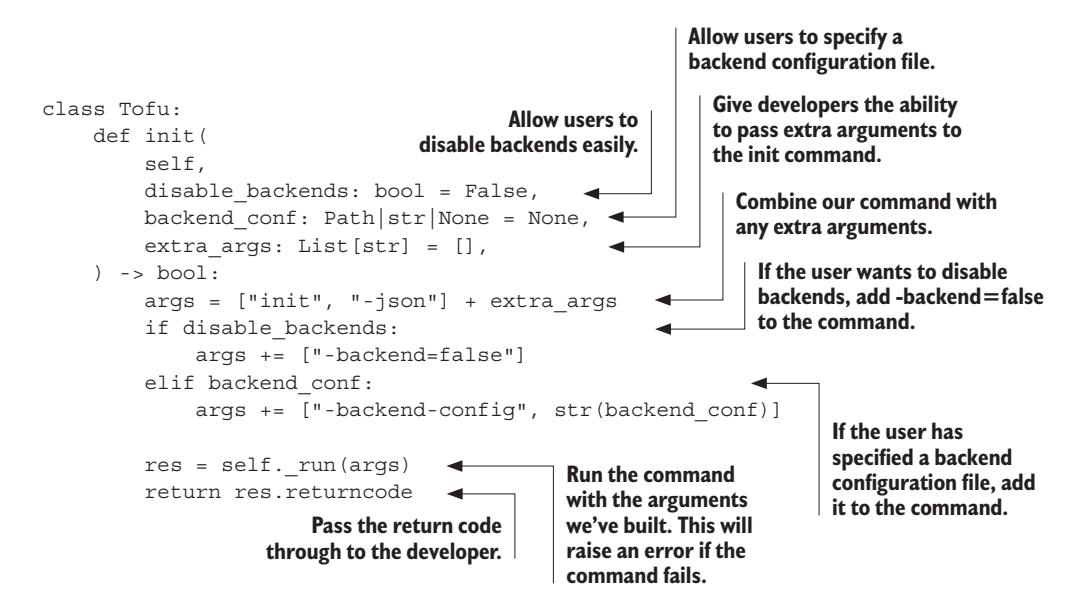 Allow users to specify a
backend configuration file.
class Tofu:
    def init(
        self,
        disable_backends: bool = False,
        backend_conf: Path|str|None = None,
        extra_args: List[str] = [],
    ) -> bool:
        args = ["init", "-json"] + extra_args
        if disable_backends:
            args += ["-backend=false"]
        elif backend_conf:
            args += ["-backend-config", str(backend_conf)]

        res = self._run(args)
        return res.returncode
Allow users to
disable backends easily.
Give developers the ability
to pass extra arguments to
the init command.
Combine our command with
any extra arguments.
If the user wants to disable
backends, add -backend=false
to the command.
If the user has
specified a backend
configuration file, add
it to the command.
Run the command
with the arguments
we've built. This will
raise an error if the
command fails.
Pass the return code
through to the developer.